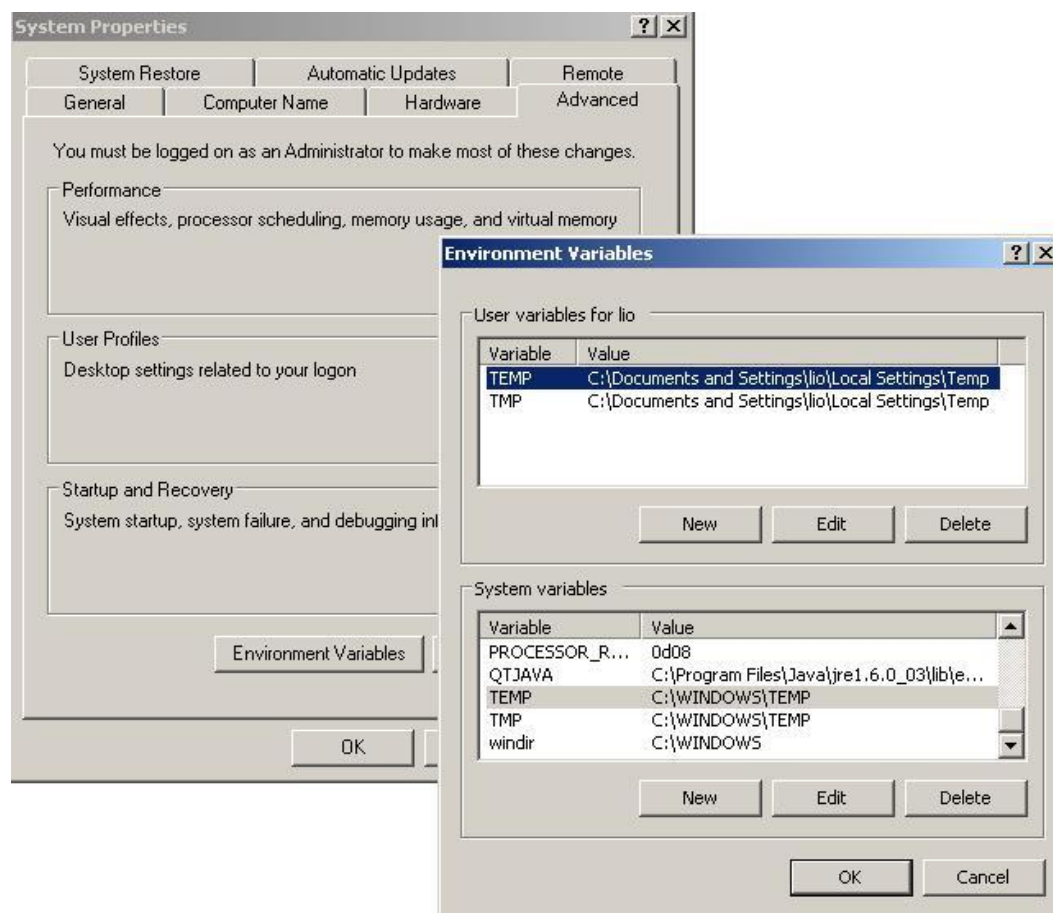 System Properties
System Restore
Automatic Updates
Remote
General
Computer Name
Hardware
Advanced
You must be logged on as an Administrator to make most of these changes.
Performance
Visual effects, processor scheduling, memory usage, and virtual memory
User Profiles
Desktop settings related to your logon
Startup and Recovery
System startup, system failure, and debugging in
Environment Variables
OK
Environment Variables
User variables for lio
Variable Value
TEMP C:\Documents and Settings\lio\Local Settings\Temp
TMP C:\Documents and Settings\lio\Local Settings\Temp
New
Edit
Delete
System variables
Variable Value
PROCESSOR_R... 0d08
QTJAVA C:\Program Files\Java\jre1.6.0_03\lib\e...
TEMP C:\WINDOWS\TEMP
TMP C:\WINDOWS\TEMP
windir C:\WINDOWS
New
Edit
Delete
OK
Cancel